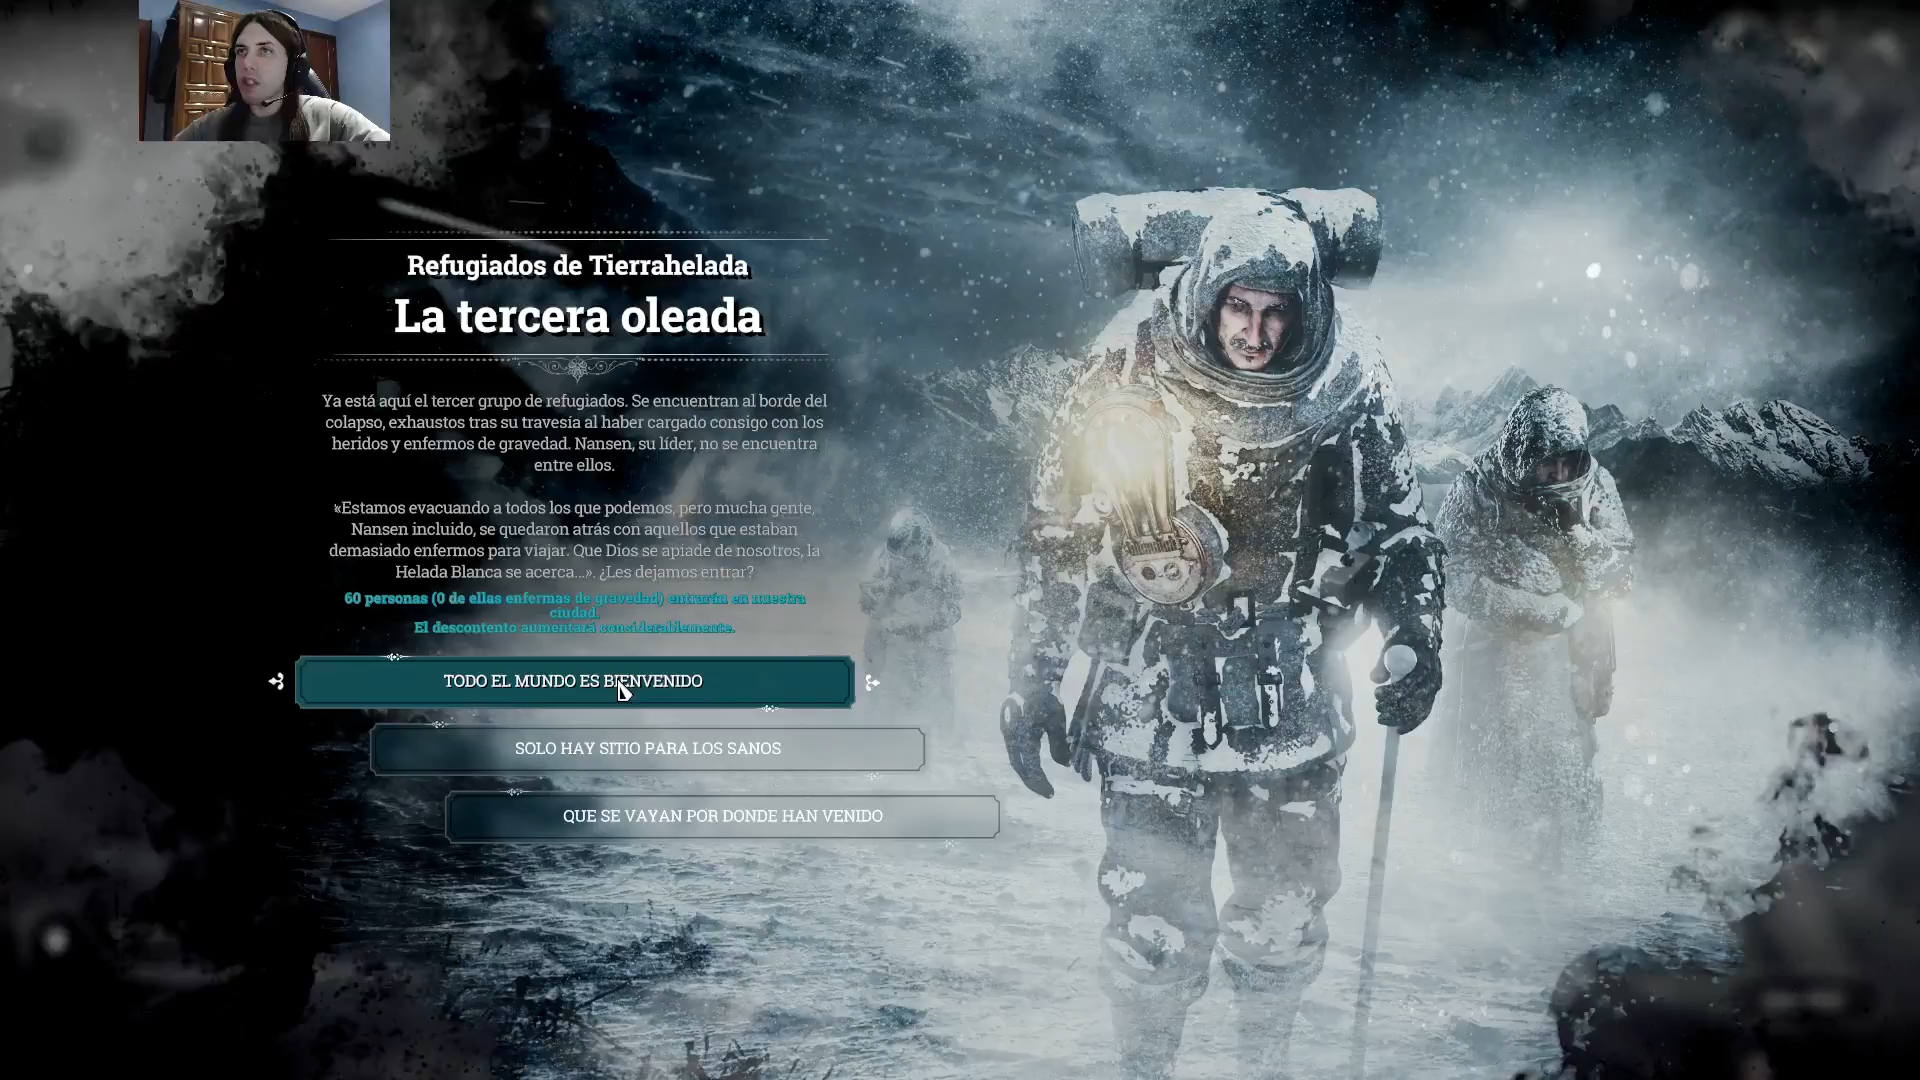 Refugiados de Tierrahelada
La tercera oleada
Ya está aquí el tercer grupo de refugiados. Se encuentran al borde del
colapso, exhaustos tras su travesía al haber cargado consigo con los
heridos y enfermos de gravedad. Nansen, su líder, no se encuentra
entre ellos.
«Estamos evacuando a todos los que podemos, pero mucha gente,
Nansen incluido, se quedaron atrás con aquellos que estaban
demasiado enfermos para viajar. Que Dios se apiade de nosotros, la
Helada Blanca se acerca...». ¿Les dejamos entrar?
60 personas (0 de ellas enfermas de gravedad) entrarán en nuestra
ciudad.
El descontento aumentará considerablemente.
TODO EL MUNDO ES BIENVENIDO
SOLO HAY SITIO PARA LOS SANOS
QUE SE VAYAN POR DONDE HAN VENIDO